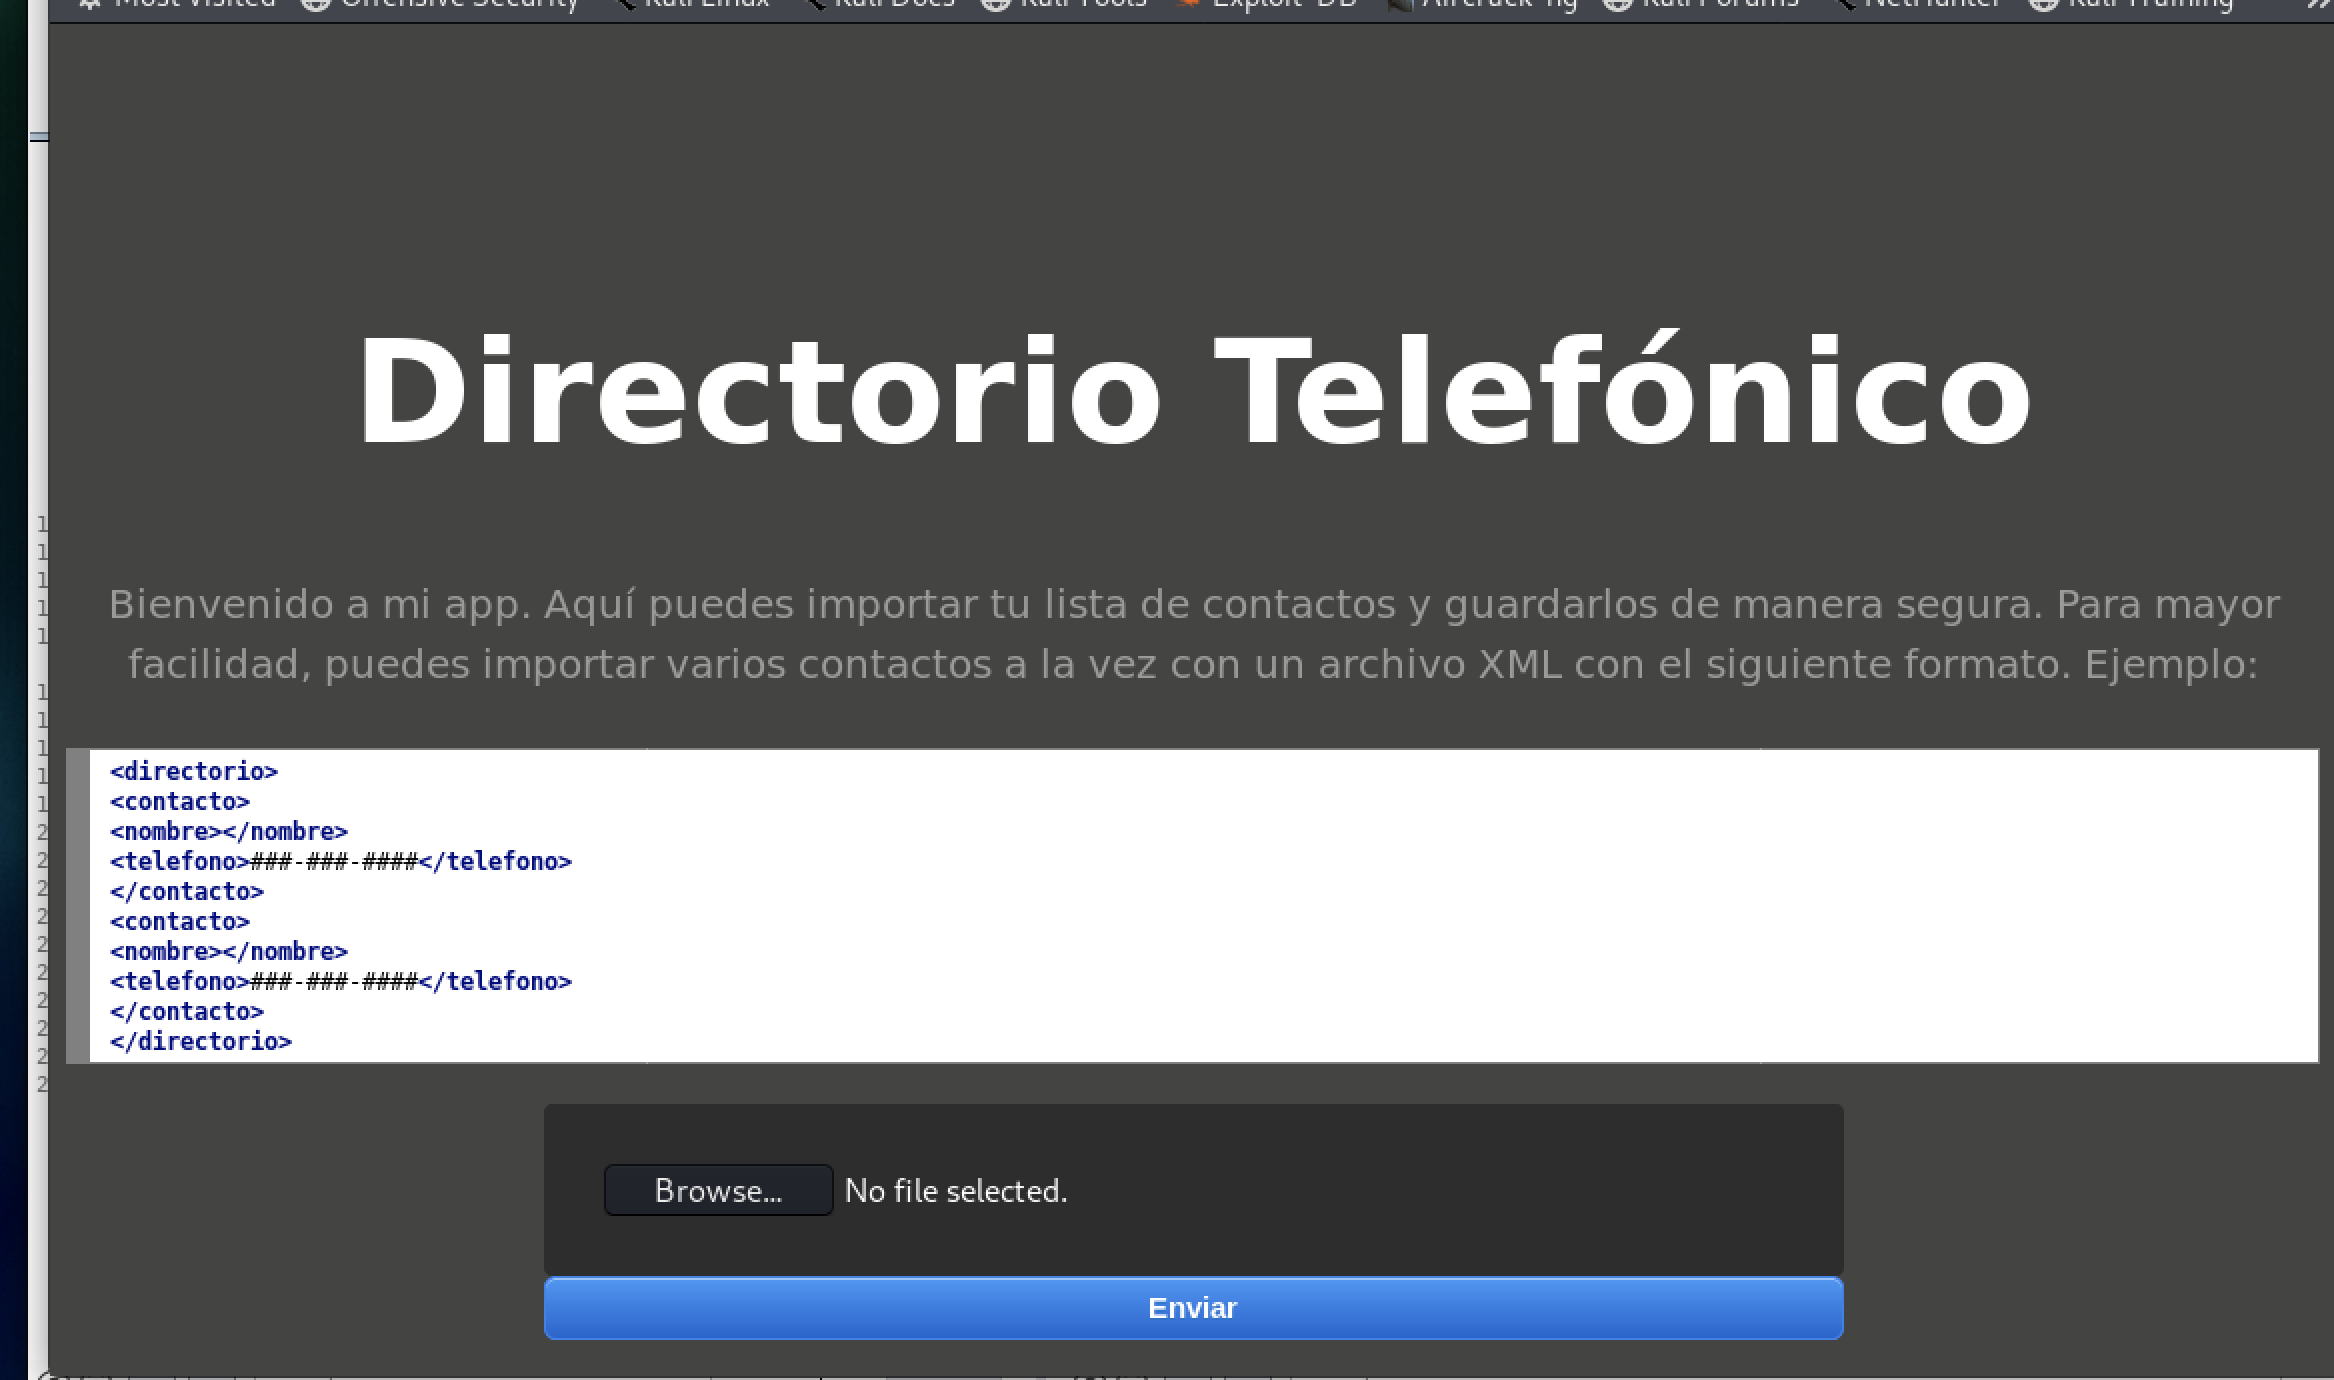 Most Visited Offensive Security Kali Linux Kali Docs Kali Tools Exploit-DB Aircrack-ng Kali Forums NetHunter Kali Training »
Directorio Telefónico
Bienvenido a mi app. Aquí puedes importar tu lista de contactos y guardarlos de manera segura. Para mayor
facilidad, puedes importar varios contactos a la vez con un archivo XML con el siguiente formato. Ejemplo:
<directorio>
<contacto>
<nombre></nombre>
<telefono>###-###-####</telefono>
</contacto>
<contacto>
<nombre></nombre>
<telefono>###-###-####</telefono>
</contacto>
</directorio>
Browse... No file selected.
Enviar